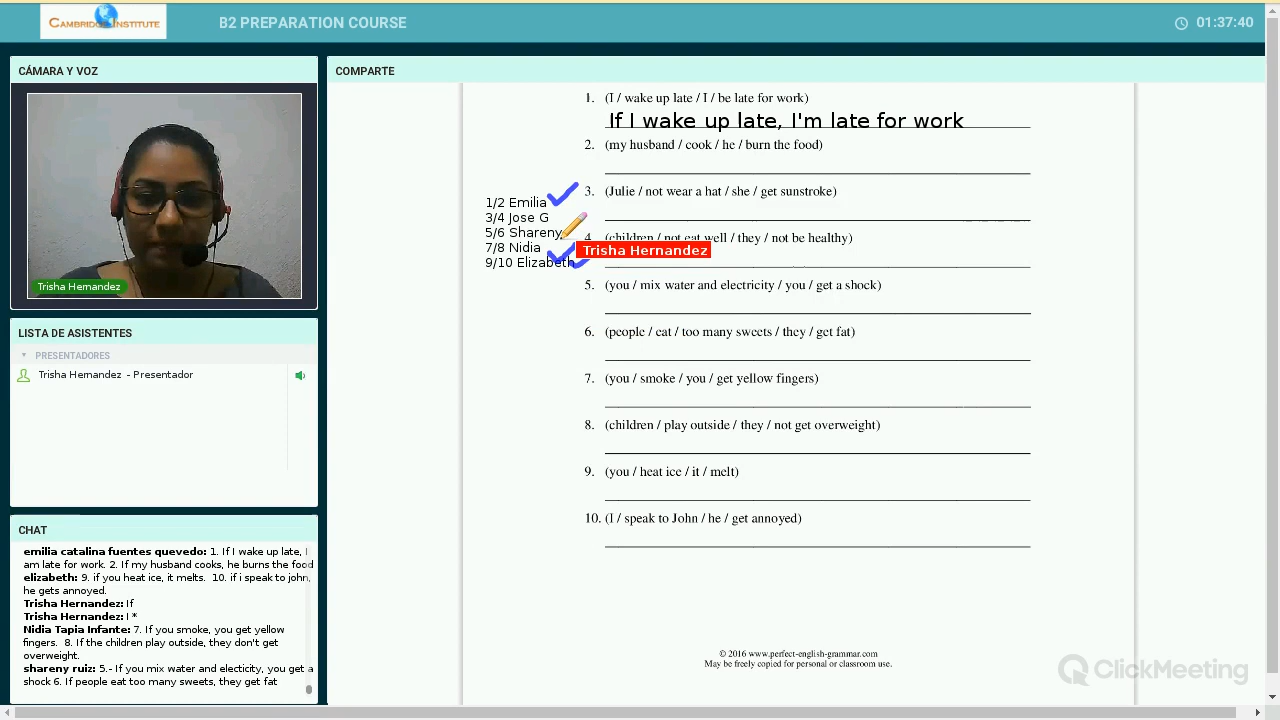 CAMBRIDGE INSTITUTE
B2 PREPARATION COURSE
01:37:40
CÁMARA Y VOZ
Trisha Hernandez
LISTA DE ASISTENTES
PRESENTADORES
Trisha Hernandez - Presentador
CHAT
emilia catalina fuentes quevedo: 1. If I wake up late, I
am late for work. 2. If my husband cooks, he burns the food
elizabeth: 9. if you heat ice, it melts. 10. if i speak to john,
he gets annoyed.
Trisha Hernandez: If
Trisha Hernandez: I *
Nidia Tapia Infante: 7. If you smoke, you get yellow
fingers. 8. If the children play outside, they don't get
overweight.
shareny ruiz: 5.- If you mix water and electicity, you get a
shock 6. If people eat too many sweets, they get fat
COMPARTE
1. (I / wake up late / I / be late for work)
If I wake up late, I'm late for work
2. (my husband / cook / he / burn the food)
3. (Julie / not wear a hat / she / get sunstroke)
4. (children / not eat well / they / not be healthy)
5. (you / mix water and electricity / you / get a shock)
6. (people / eat / too many sweets / they / get fat)
7. (you / smoke / you / get yellow fingers)
8. (children / play outside / they / not get overweight)
9. (you / heat ice / it / melt)
10. (I / speak to John / he / get annoyed)
1/2 Emilia
3/4 Jose G
5/6 Shareny
7/8 Nidia
9/10 Elizabeth
Trisha Hernandez
© 2016 www.perfect-english-grammar.com
May be freely copied for personal or classroom use.
ClickMeeting